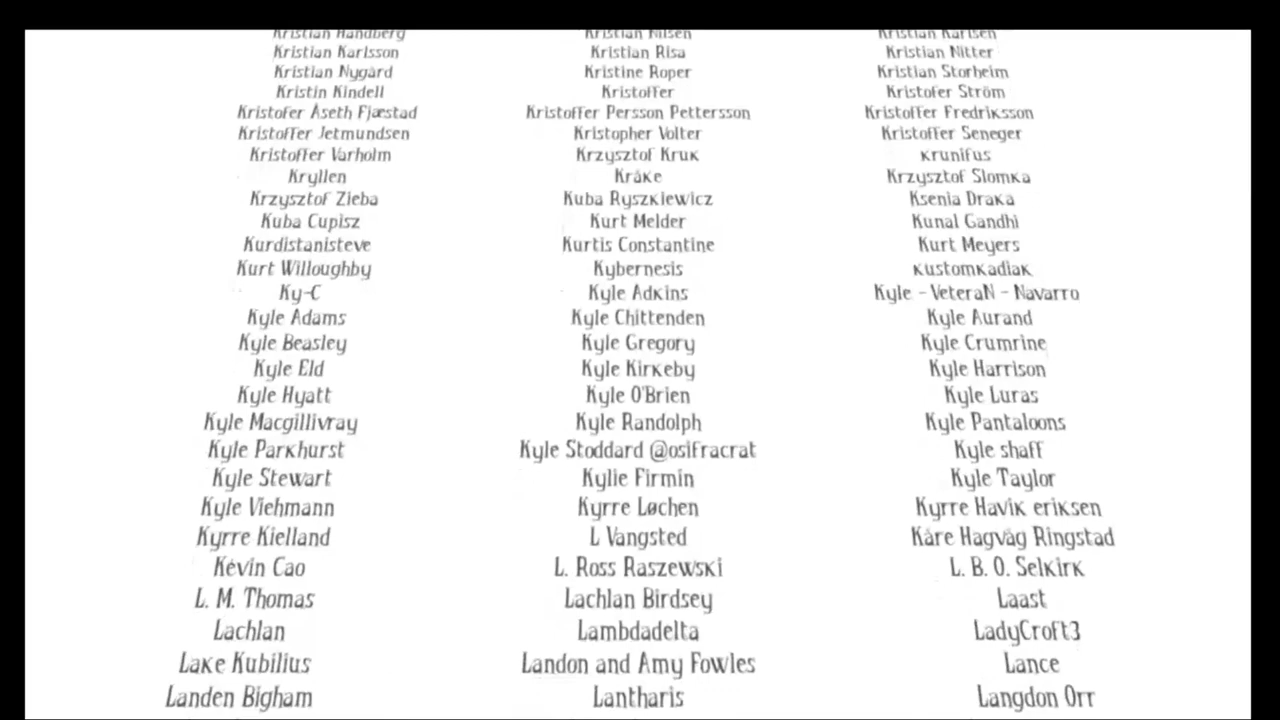 Kristian Handberg Kristian Nilsen Kristian Karlsen
Kristian Karlsson Kristian Risa Kristian Nitter
Kristian Nygård Kristine Roper Kristian Storheim
Kristin Kindell Kristoffer Kristofer Ström
Kristofer Åseth Fjæstad Kristoffer Persson Pettersson Kristoffer Fredriksson
Kristoffer Jetmundsen Kristopher Volter Kristoffer Seneger
Kristoffer Varholm Krzysztof Kruk krunifus
Kryllen Kråke Krzysztof Slomka
Krzysztof Zieba Kuba Ryszkiewicz Ksenia Draka
Kuba Cupisz Kurt Melder Kunal Gandhi
Kurdistanisteve Kurtis Constantine Kurt Meyers
Kurt Willoughby Kybernesis kustomkadiak
Ky-C Kyle Adkins Kyle - VeteraN - Navarro
Kyle Adams Kyle Chittenden Kyle Aurand
Kyle Beasley Kyle Gregory Kyle Crumrine
Kyle Eld Kyle Kirkeby Kyle Harrison
Kyle Hyatt Kyle O'Brien Kyle Luras
Kyle Macgillivray Kyle Randolph Kyle Pantaloons
Kyle Parkhurst Kyle Stoddard @osifracrat Kyle shaff
Kyle Stewart Kylie Firmin Kyle Taylor
Kyle Viehmann Kyrre Løchen Kyrre Havik eriksen
Kyrre Kielland L Vangsted Kåre Hagvåg Ringstad
Kévin Cao L. Ross Raszewski L. B. O. Selkirk
L. M. Thomas Lachlan Birdsey Laast
Lachlan Lambdadelta LadyCroft3
Lake Kubilius Landon and Amy Fowles Lance
Landen Bigham Lantharis Langdon Orr